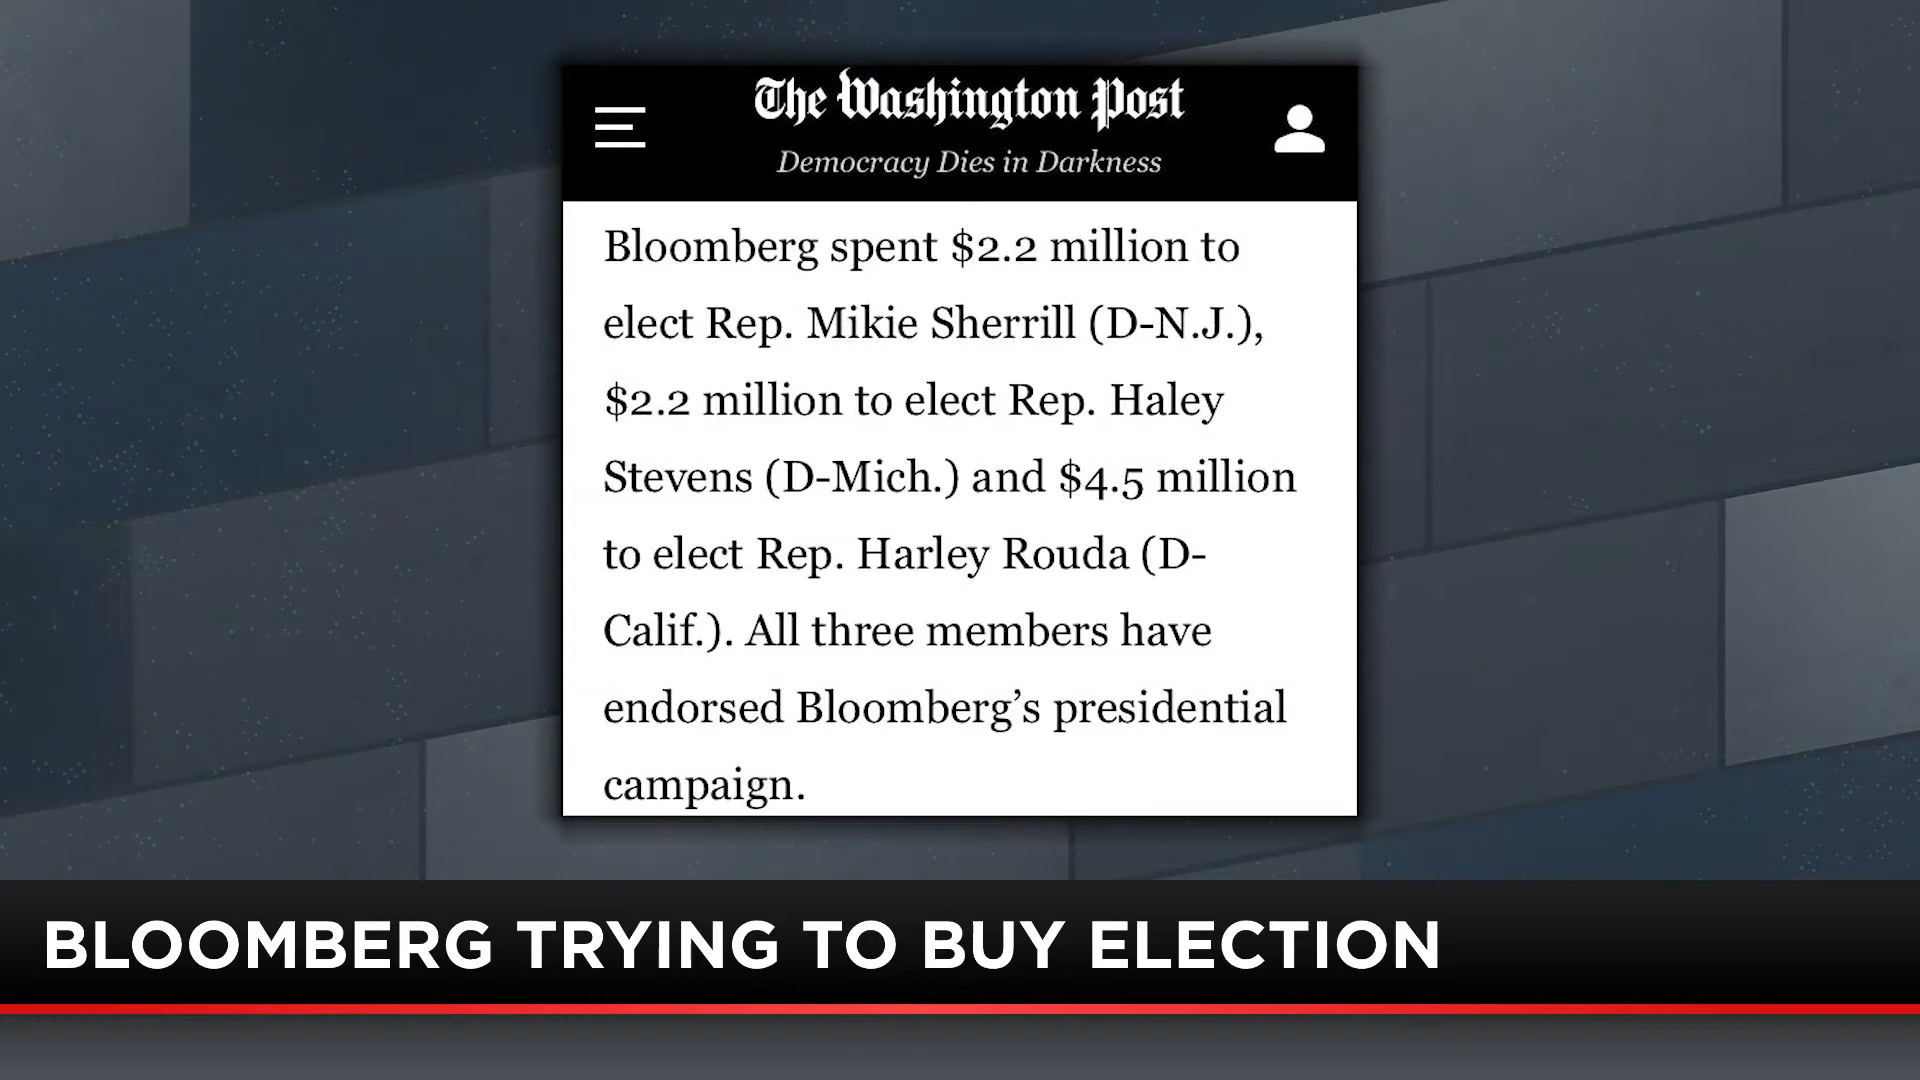 The Washington Post
Democracy Dies in Darkness
Bloomberg spent $2.2 million to
elect Rep. Mikie Sherrill (D-N.J.),
$2.2 million to elect Rep. Haley
Stevens (D-Mich.) and $4.5 million
to elect Rep. Harley Rouda (D-
Calif.). All three members have
endorsed Bloomberg’s presidential
campaign.
BLOOMBERG TRYING TO BUY ELECTION